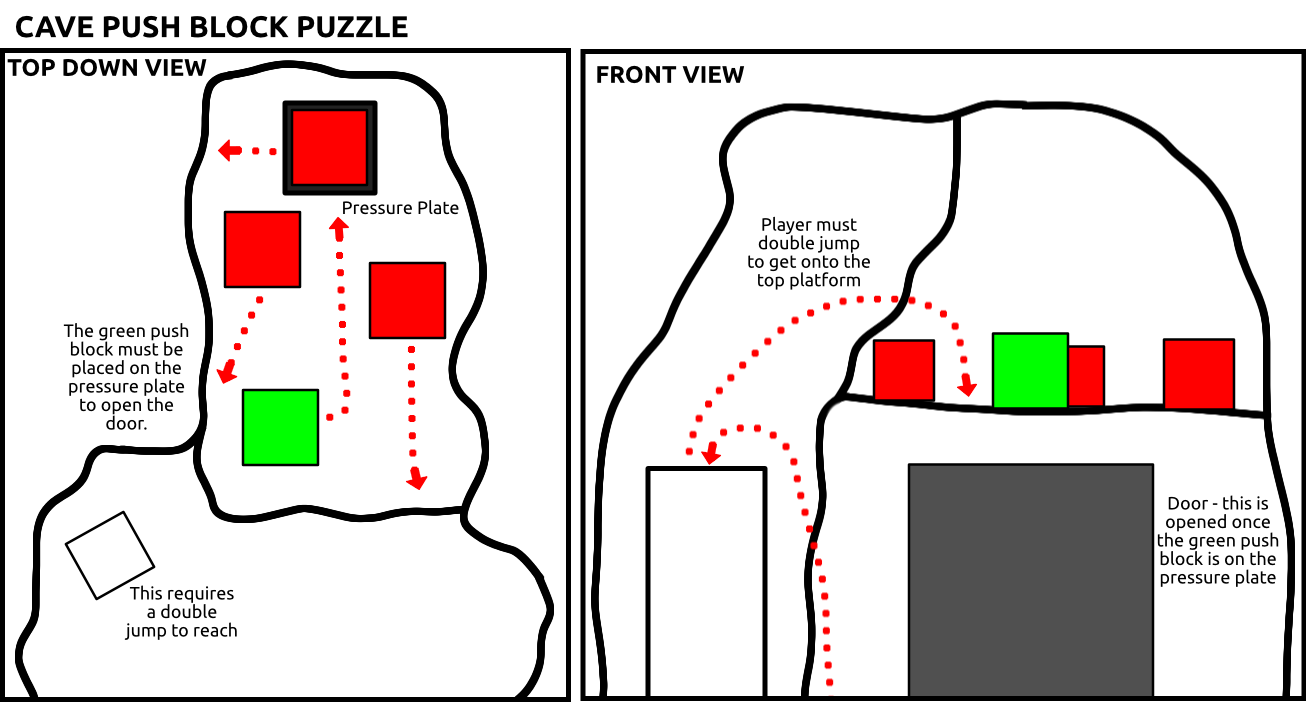 CAVE PUSH BLOCK PUZZLE
TOP DOWN VIEW
Pressure Plate
The green push
block must be
placed on the
pressure plate
to open the
door.
This requires
a double
jump to reach
FRONT VIEW
Player must
double jump
to get onto the
top platform
Door - this is
opened once
the green push
block is on the
pressure plate